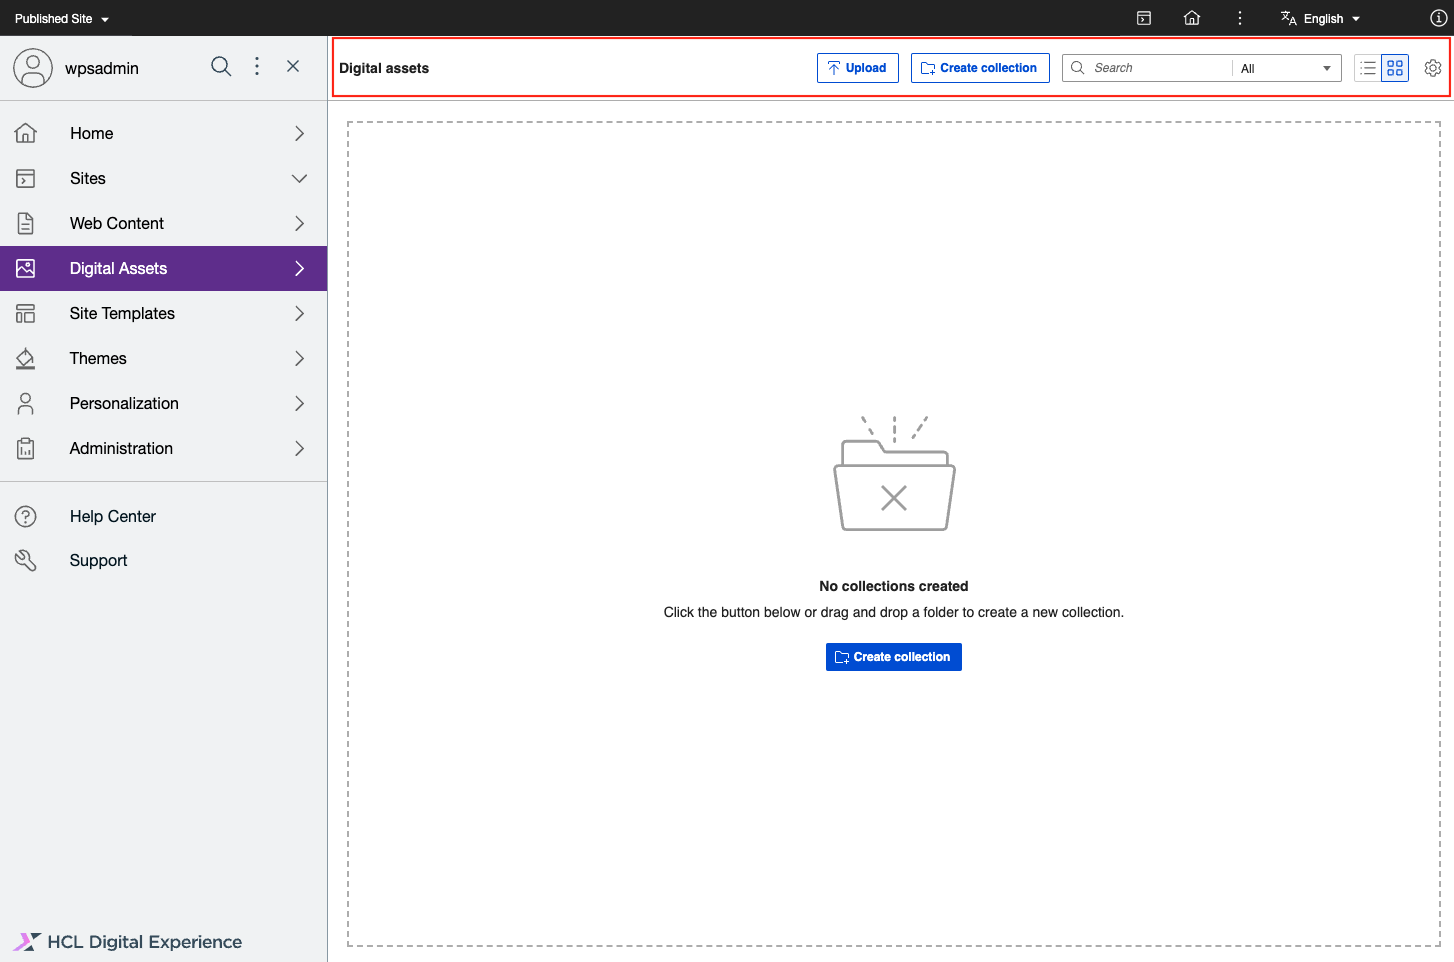 Published Site
English
wpsadmin
Digital assets
Upload
Create collection
Search
All
Home
Sites
Web Content
Digital Assets
Site Templates
Themes
Personalization
Administration
Help Center
Support
No collections created
Click the button below or drag and drop a folder to create a new collection.
Create collection
HCL Digital Experience